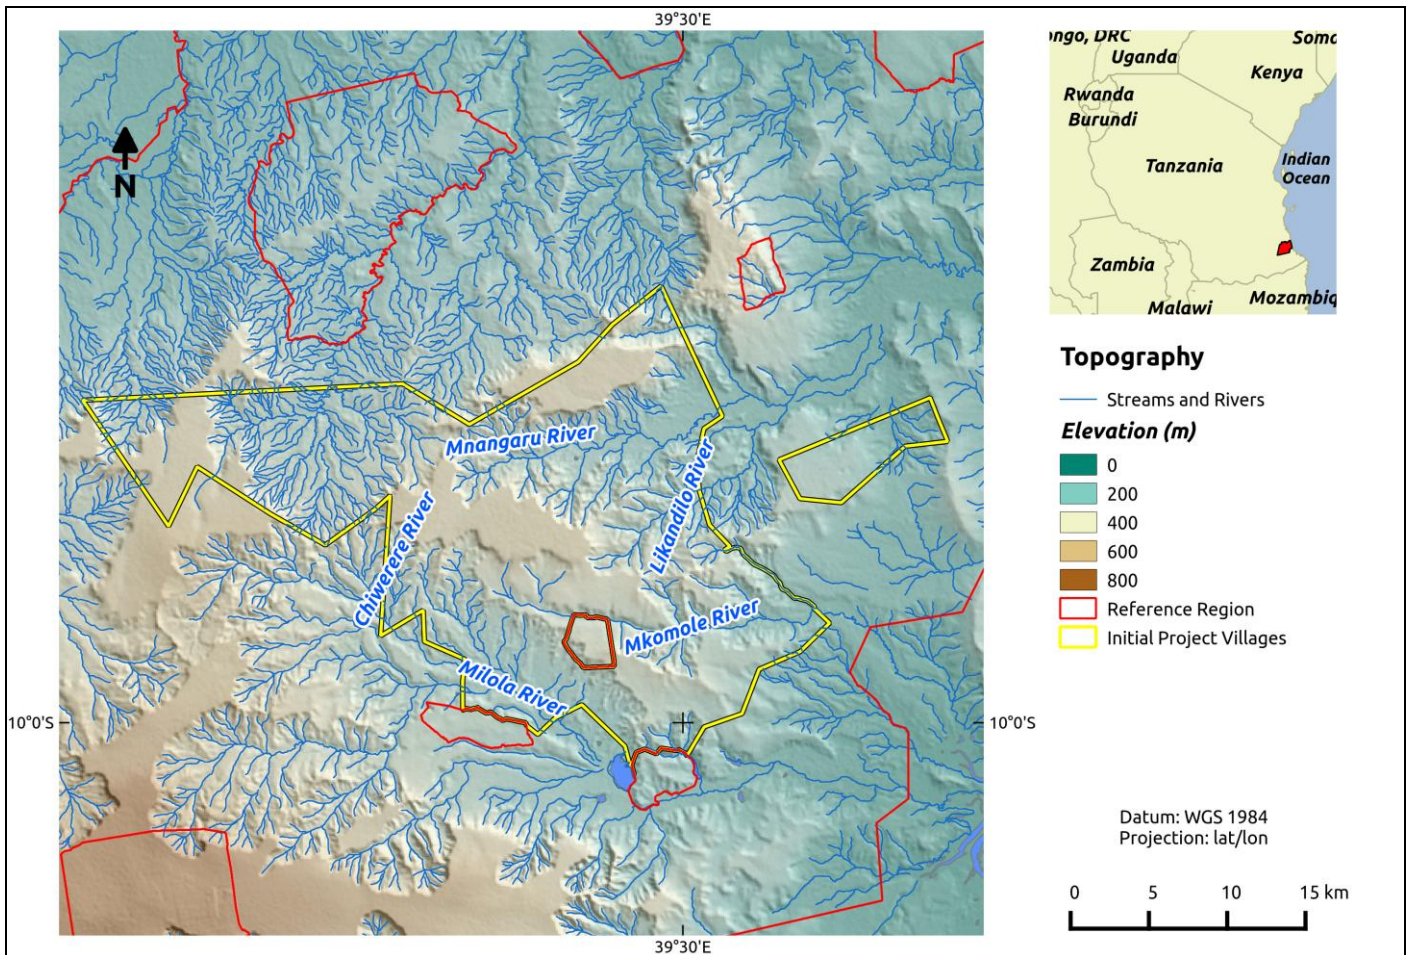 39°30'E
N
Mnangaru River
Likandilo River
Chiwerere River
Mkomole River
Milola River
10°0'S
10°0'S
39°30'E
ongo, DRC
Uganda
Soma
Kenya
Rwanda
Burundi
Tanzania
Indian
Ocean
Zambia
Malawi
Mozambiq
Topography
Streams and Rivers
Elevation (m)
0
200
400
600
800
Reference Region
Initial Project Villages
Datum: WGS 1984
Projection: lat/lon
0 5 10 15 km